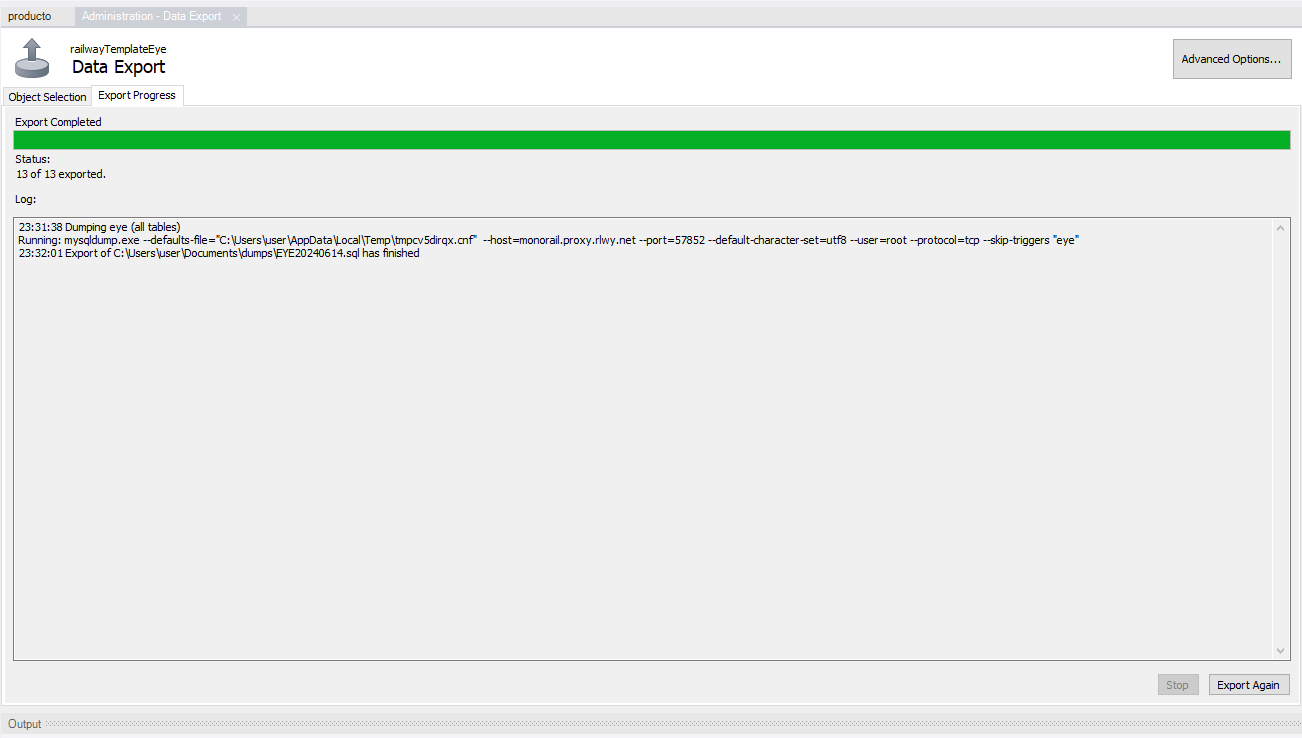 producto
Administration - Data Export ×
railwayTemplateEye
Data Export
Advanced Options...
Object Selection
Export Progress
Export Completed
Status:
13 of 13 exported.
Log:
23:31:38 Dumping eye (all tables)
Running: mysqldump.exe --defaults-file="C:\Users\user\AppData\Local\Temp\tmpcv5dirqx.cnf"  --host=monorail.proxy.rlwy.net --port=57852 --default-character-set=utf8 --user=root --protocol=tcp --skip-triggers "eye"
23:32:01 Export of C:\Users\user\Documents\dumps\EYE20240614.sql has finished
Stop
Export Again
Output